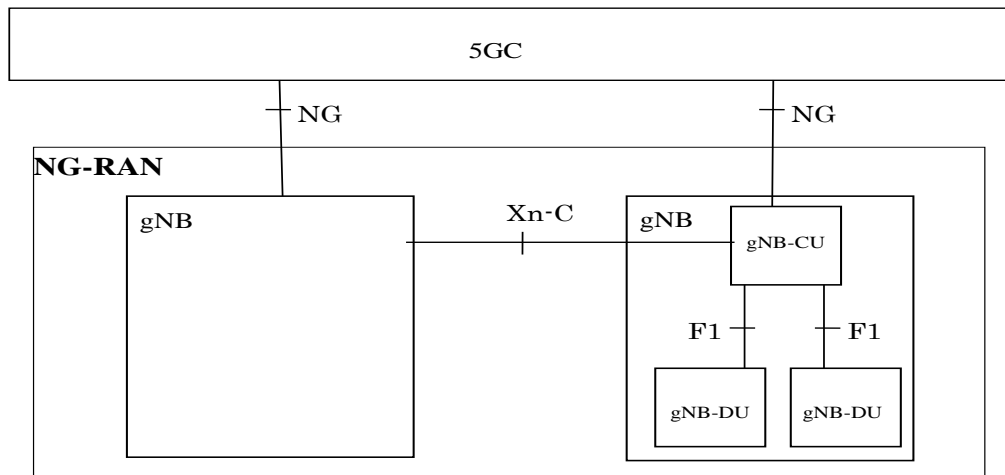 5GC
NG
NG
NG-RAN
gNB
Xn-C
gNB
gNB-CU
F1
F1
gNB-DU
gNB-DU